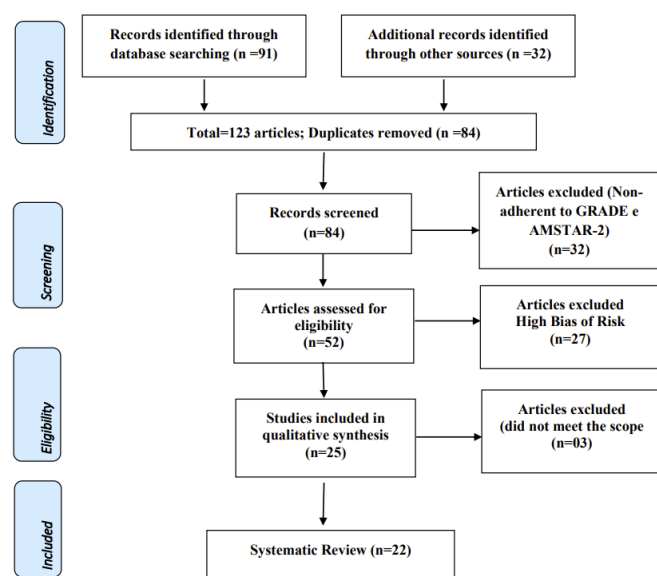 Identification
Records identified through
database searching (n =91)
Additional records identified
through other sources (n =32)
Total=123 articles; Duplicates removed (n =84)
Screening
Records screened
(n=84)
Articles excluded (Non-
adherent to GRADE e
AMSTAR-2)
(n=32)
Articles assessed for
eligibility
(n=52)
Articles excluded
High Bias of Risk
(n=27)
Eligibility
Studies included in
qualitative synthesis
(n=25)
Articles excluded
(did not meet the scope
(n=03)
Included
Systematic Review (n=22)